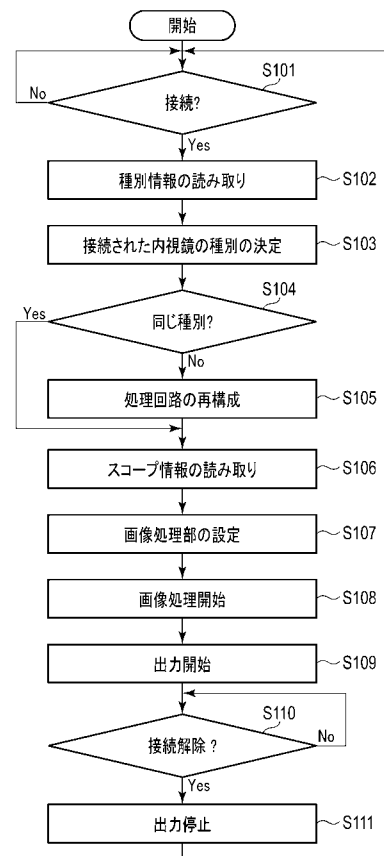 開始
S101
接続?
No
Yes
種別情報の読み取り
S102
接続された内視鏡の種別の決定
S103
S104
同じ種別?
Yes
No
処理回路の再構成
S105
スコープ情報の読み取り
S106
画像処理部の設定
S107
画像処理開始
S108
出力開始
S109
S110
接続解除？
No
Yes
出力停止
S111